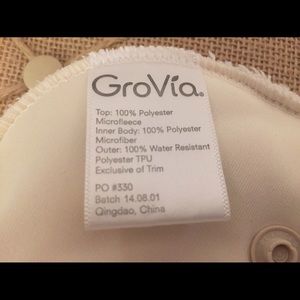 GroVia®
Top: 100% Polyester
Microfleece
Inner Body: 100% Polyester
Microfiber
Outer: 100% Water Resistant
Polyester TPU
Exclusive of Trim
PO #330
Batch 14.08.01
Qingdao, China